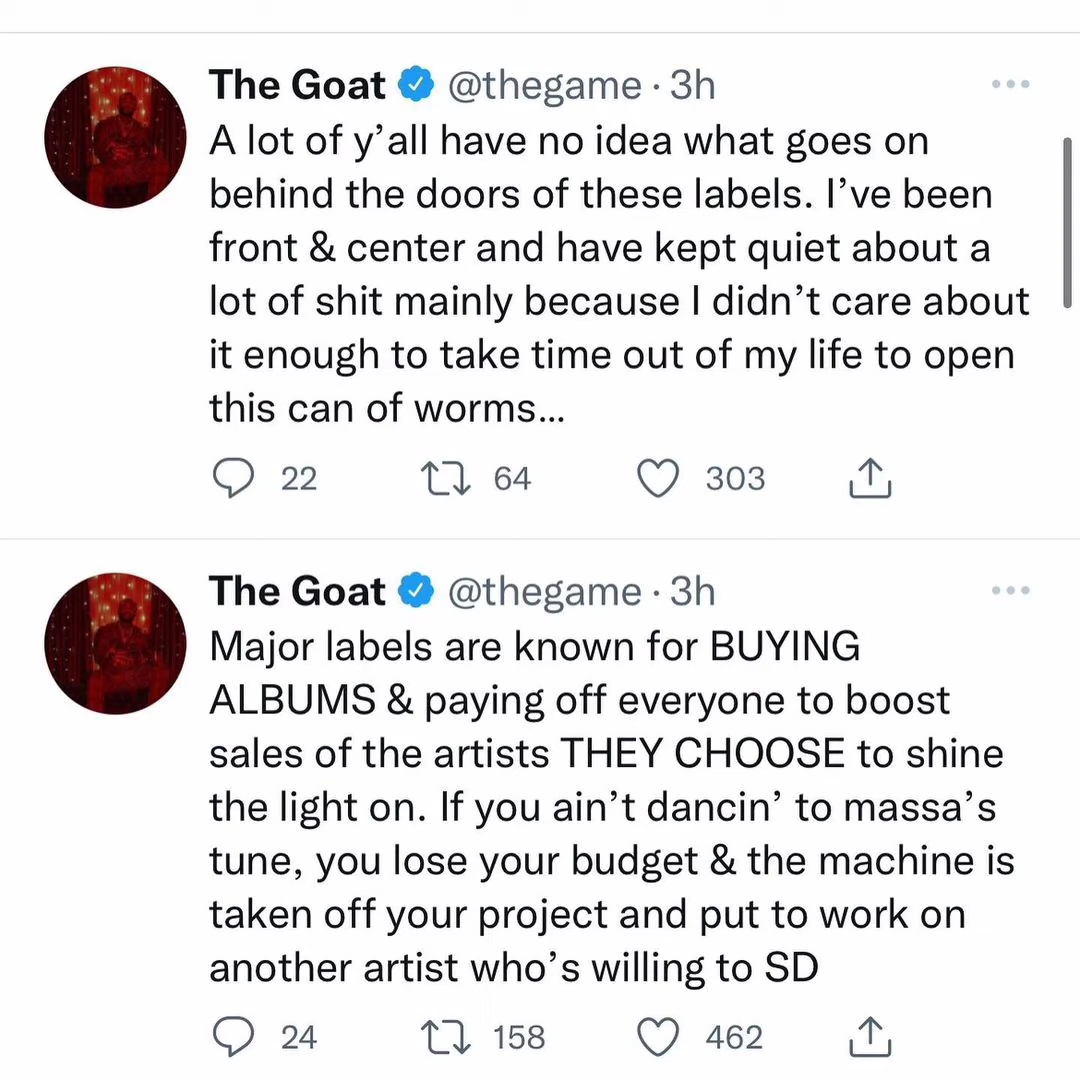 The Goat @thegame · 3h
A lot of y’all have no idea what goes on
behind the doors of these labels. I’ve been
front & center and have kept quiet about a
lot of shit mainly because I didn’t care about
it enough to take time out of my life to open
this can of worms...
22 64 303
The Goat @thegame · 3h
Major labels are known for BUYING
ALBUMS & paying off everyone to boost
sales of the artists THEY CHOOSE to shine
the light on. If you ain’t dancin’ to massa’s
tune, you lose your budget & the machine is
taken off your project and put to work on
another artist who’s willing to SD
24 158 462